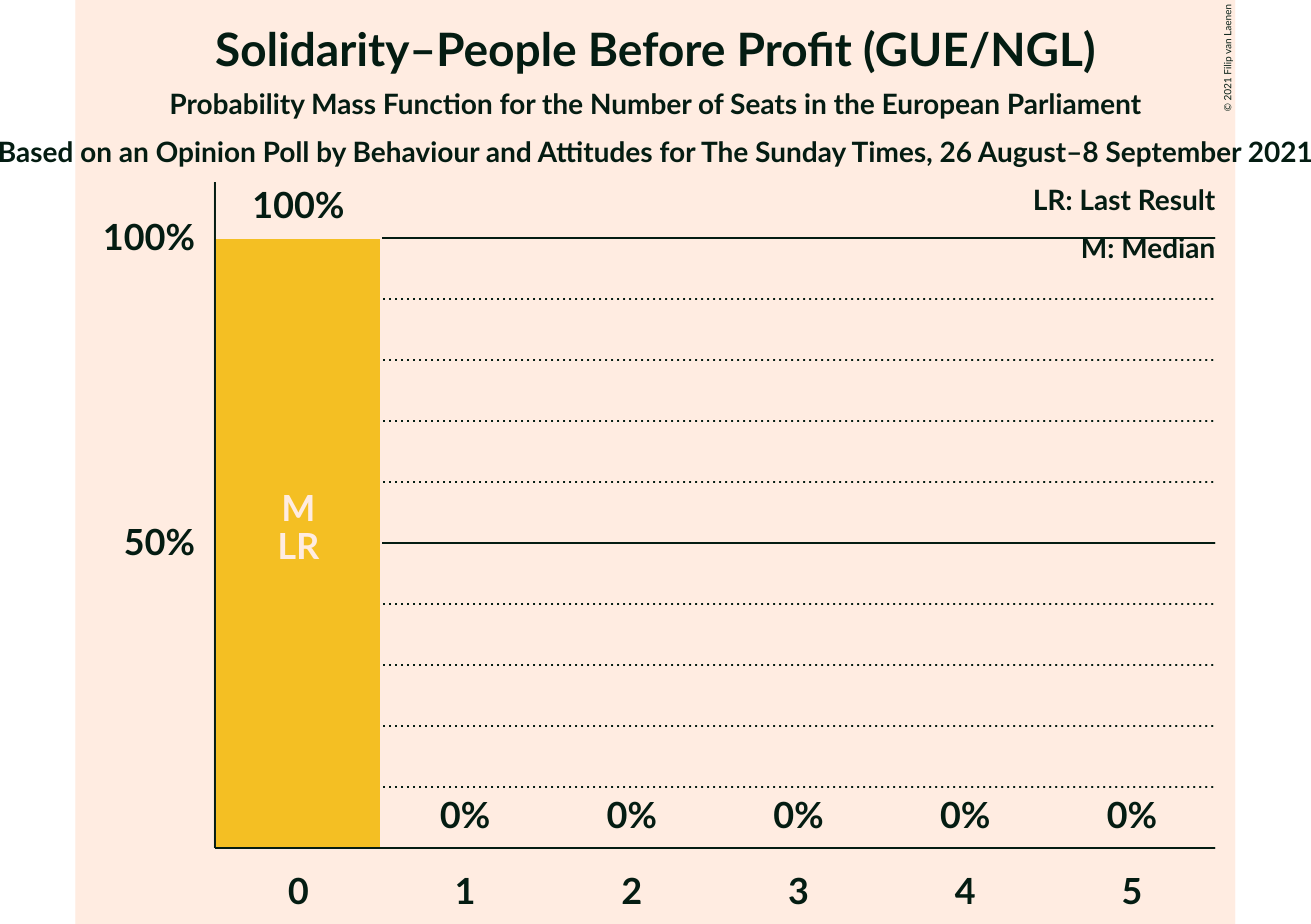 Solidarity–People Before Profit (GUE/NGL)
Probability Mass Function for the Number of Seats in the European Parliament
Based on an Opinion Poll by Behaviour and Attitudes for The Sunday Times, 26 August–8 September 2021
© 2021 Filip van Laenen
LR: Last Result
M: Median
100%
100%
50%
M
LR
0% 0% 0% 0% 0%
0 1 2 3 4 5